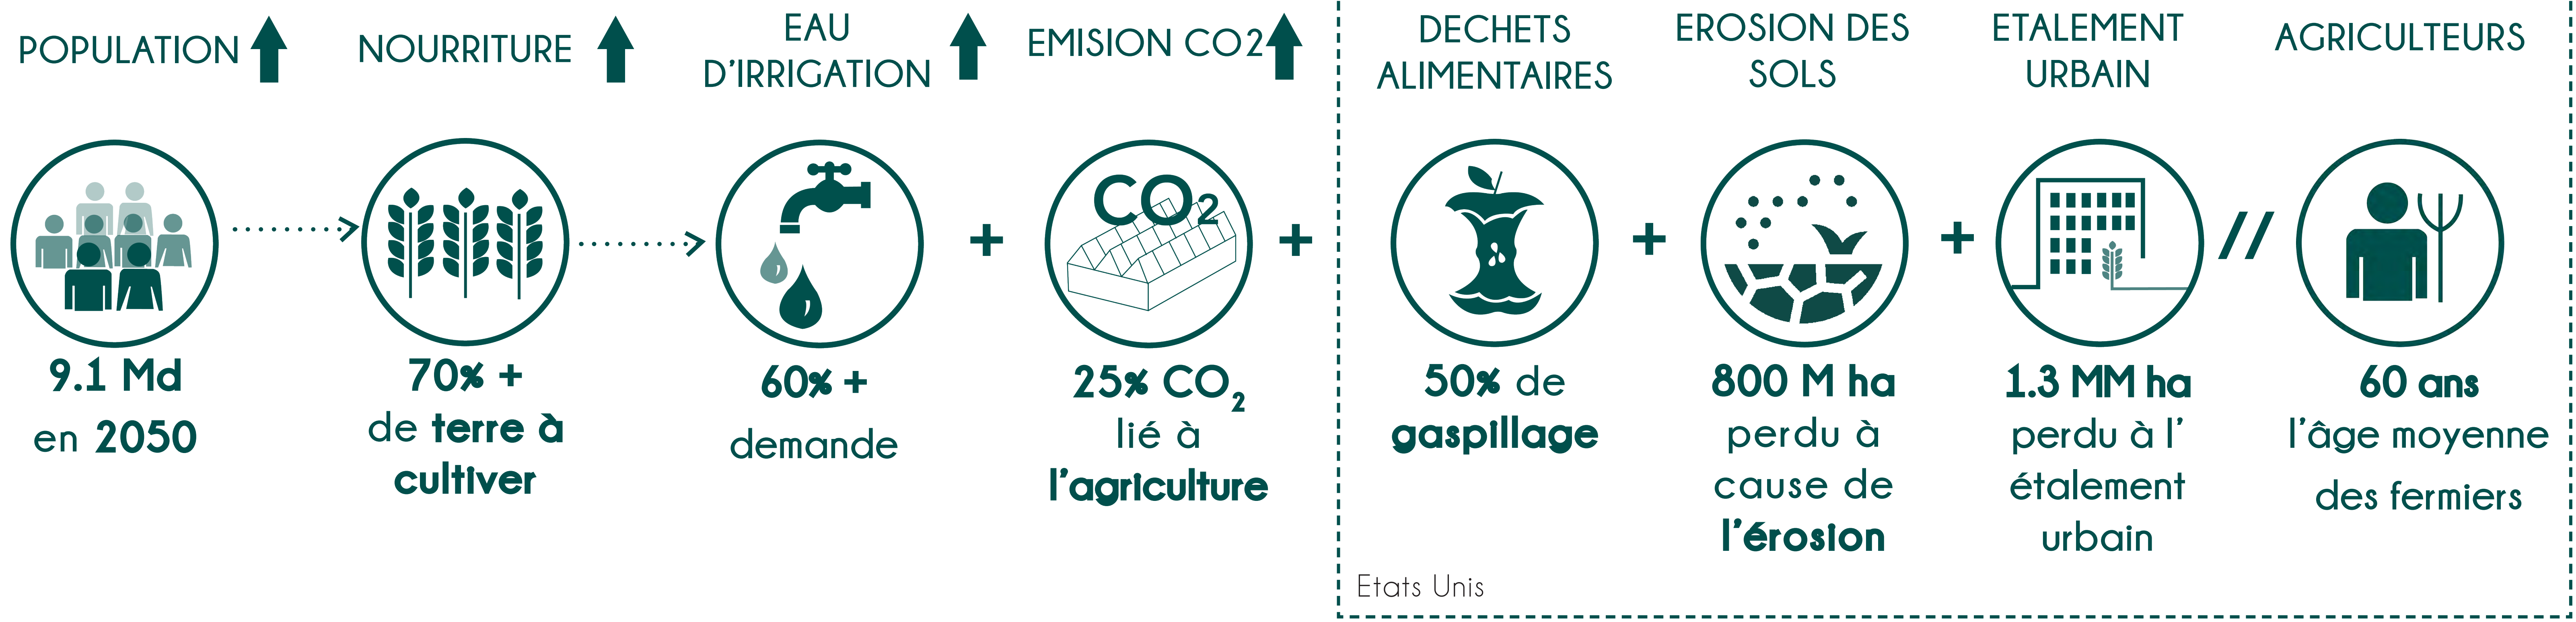 POPULATION
NOURRITURE
EAU
D'IRRIGATION
EMISION CO2
DECHETS
ALIMENTAIRES
EROSION DES
SOLS
ETALEMENT
URBAIN
AGRICULTEURS
+
+
CO2
+
+
//
9.1 Md
en 2050
70% +
de terre à
cultiver
60% +
demande
25% CO2
lié à
l'agriculture
50% de
gaspillage
800 M ha
perdu à
cause de
l'érosion
1.3 MM ha
perdu à l'
étalement
urbain
60 ans
l'âge moyenne
des fermiers
Etats Unis